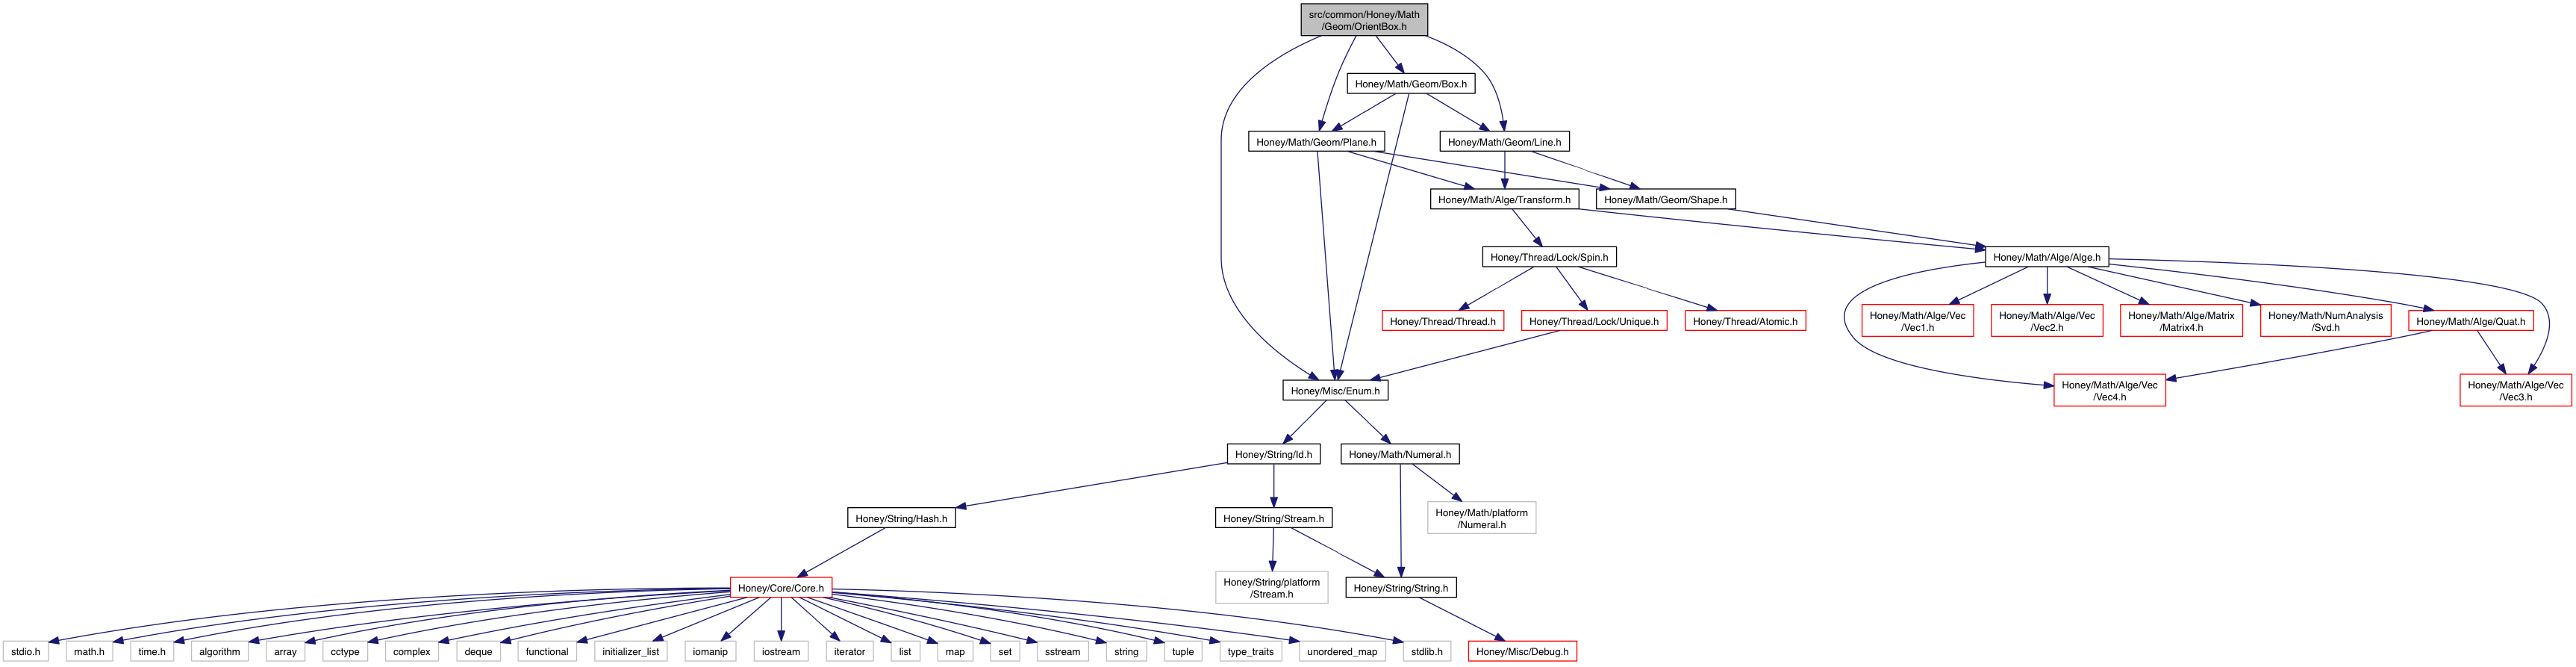 src/common/Honey/Math
/Geom/OrientBox.h
Honey/Math/Geom/Box.h
Honey/Math/Geom/Plane.h
Honey/Math/Geom/Line.h
Honey/Math/Alge/Transform.h
Honey/Math/Geom/Shape.h
Honey/Thread/Lock/Spin.h
Honey/Math/Alge/Alge.h
Honey/Thread/Thread.h
Honey/Thread/Lock/Unique.h
Honey/Thread/Atomic.h
Honey/Math/Alge/Vec
/Vec1.h
Honey/Math/Alge/Vec
/Vec2.h
Honey/Math/Alge/Matrix
/Matrix4.h
Honey/Math/NumAnalysis
/Svd.h
Honey/Math/Alge/Quat.h
Honey/Misc/Enum.h
Honey/Math/Alge/Vec
/Vec4.h
Honey/Math/Alge/Vec
/Vec3.h
Honey/String/Id.h
Honey/Math/Numeral.h
Honey/String/Hash.h
Honey/String/Stream.h
Honey/Math/platform
/Numeral.h
Honey/Core/Core.h
Honey/String/platform
/Stream.h
Honey/String/String.h
stdio.h
math.h
time.h
algorithm
array
cctype
complex
deque
functional
initializer_list
iomanip
iostream
iterator
list
map
set
sstream
string
tuple
type_traits
unordered_map
stdlib.h
Honey/Misc/Debug.h